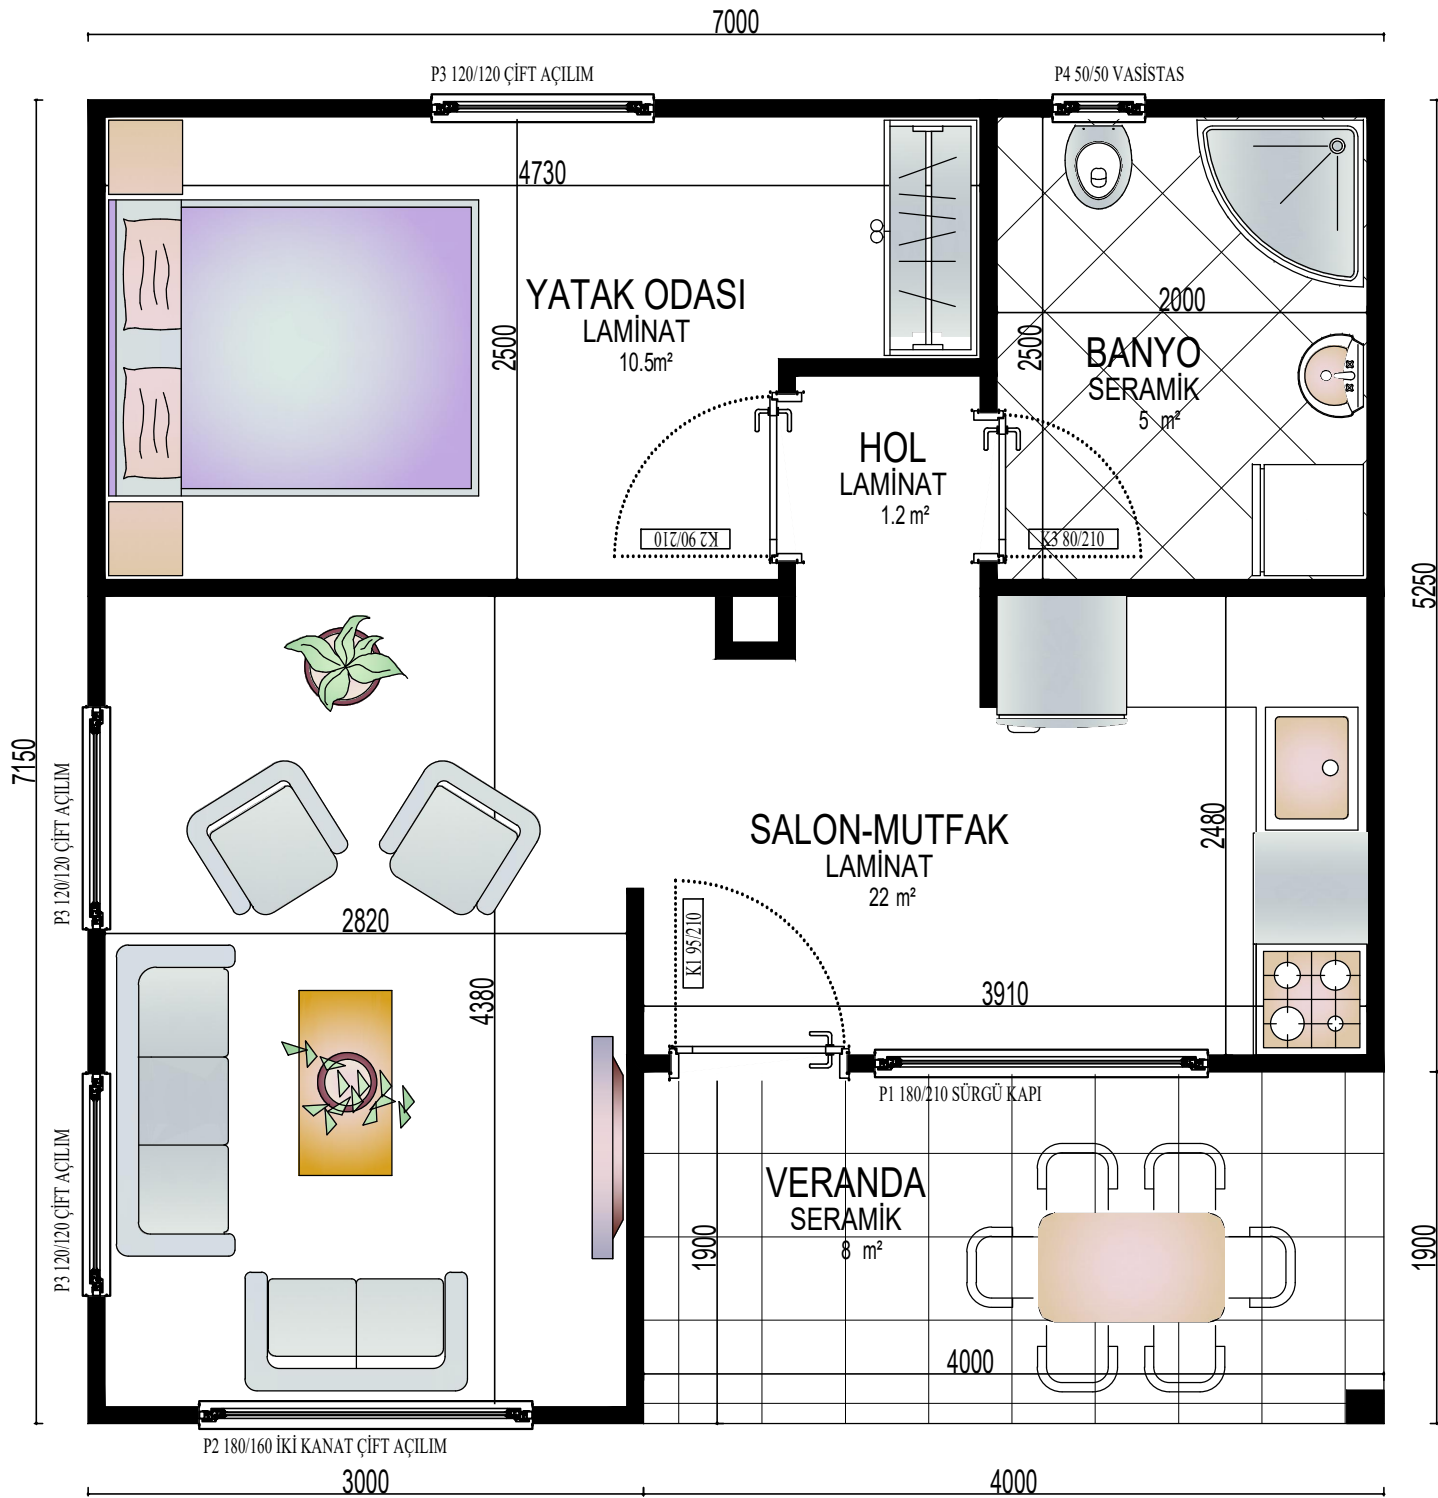 7000
P3 120/120 ÇİFT AÇILIM
P4 50/50 VASİSTAS
4730
YATAK ODASI
LAMİNAT
10.5m²
2500
2000
2500
BANYO
SERAMİK
5 m²
HOL
LAMİNAT
1.2 m²
K2 90/210
K3 80/210
5250
7150
P3 120/120 ÇİFT AÇILIM
SALON-MUTFAK
LAMİNAT
22 m²
2480
2820
K1 95/210
4380
3910
P1 180/210 SÜRGÜ KAPI
P3 120/120 ÇİFT AÇILIM
VERANDA
SERAMİK
8 m²
1900
1900
4000
P2 180/160 İKİ KANAT ÇİFT AÇILIM
3000
4000